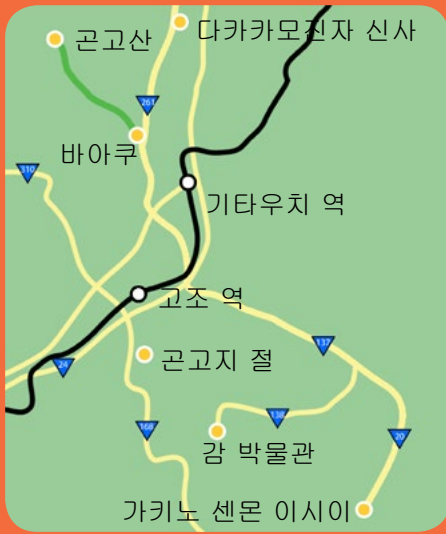 곤고산
다카카모진자 신사
261
바아쿠
310
기타우치 역
고조 역
137
곤고지 절
24
138
168
20
감 박물관
가키노 센몬 이시이